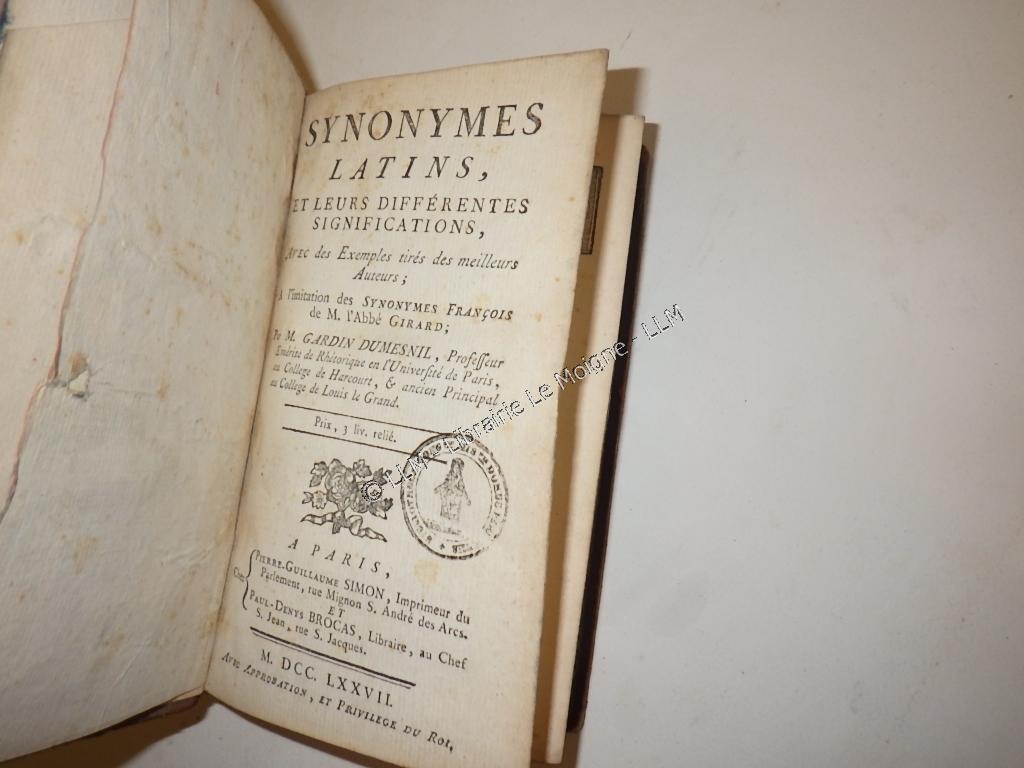 SYNONYMES
LATINS,
ET LEURS DIFFÉRENTES
SIGNIFICATIONS,
Avec des Exemples tirés des meilleurs
Auteurs;
A l'imitation des SYNONYMES FRANÇOIS
de M. l'Abbé GIRARD;
Par M. GARDIN DUMESNIL, Professeur
Emérite de Rhétorique en l'Université de Paris,
au College de Harcourt, & ancien Principal
au College de Louis le Grand.
Prix, 3 liv. relié.
A PARIS,
Chez
PIERRE-GUILLAUME SIMON, Imprimeur du
Parlement, rue Mignon S. André des Arcs.
ET
PAUL-DENYS BROCAS, Libraire, au Chef
S. Jean, rue S. Jacques.
M. DCC. LXXVII.
AVEC APPROBATION, ET PRIVILEGE DU ROI,
© LLM - Librairie Le Moigne - LLM